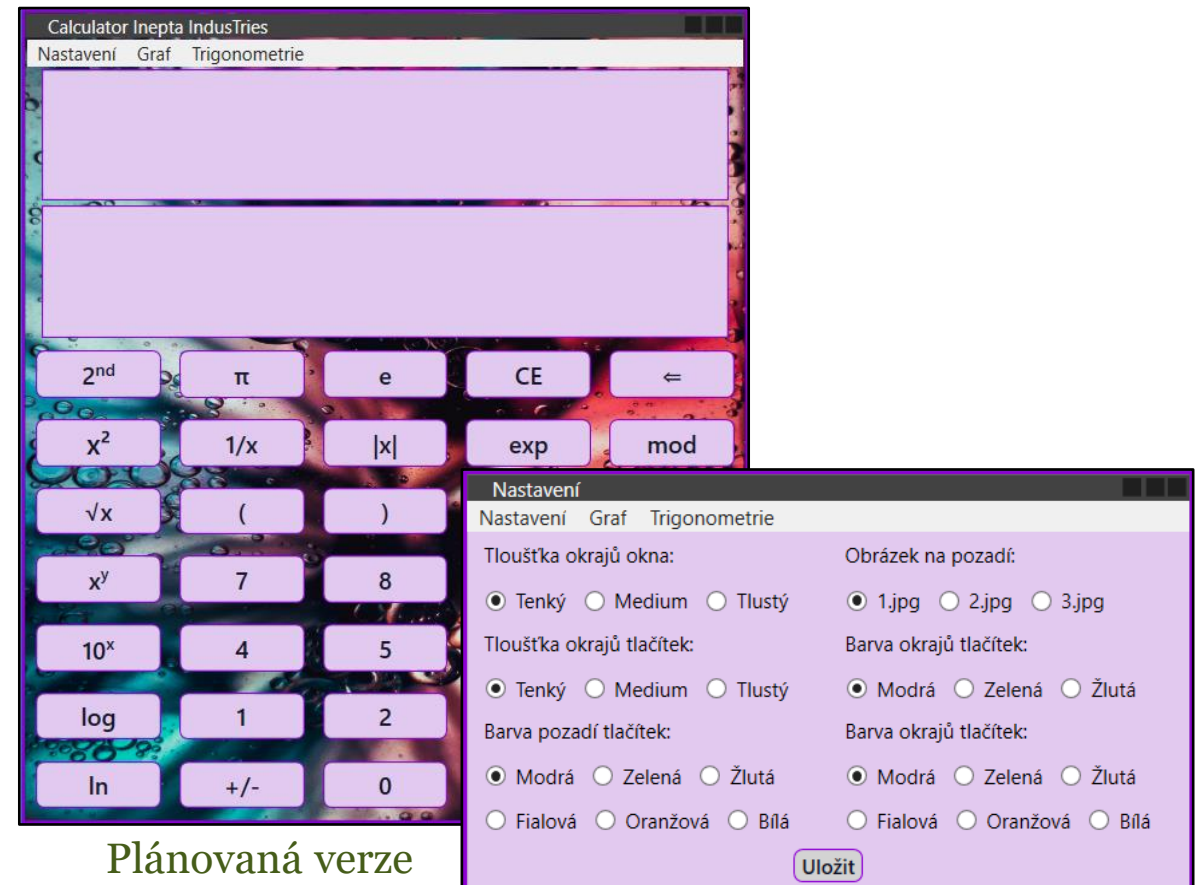 Calculator Inepta IndusTries
Nastavení Graf Trigonometrie
2ⁿᵈ π e CE ⇐
x² 1/x |x| exp mod
√x ( )
xʸ 7 8
10ˣ 4 5
log 1 2
ln +/- 0
Plánovaná verze
Nastavení
Nastavení Graf Trigonometrie
Tloušťka okrajů okna: Obrázek na pozadí:
Tenký Medium Tlustý 1.jpg 2.jpg 3.jpg
Tloušťka okrajů tlačítek: Barva okrajů tlačítek:
Tenký Medium Tlustý Modrá Zelená Žlutá
Barva pozadí tlačítek: Barva okrajů tlačítek:
Modrá Zelená Žlutá Modrá Zelená Žlutá
Fialová Oranžová Bílá Fialová Oranžová Bílá
Uložit